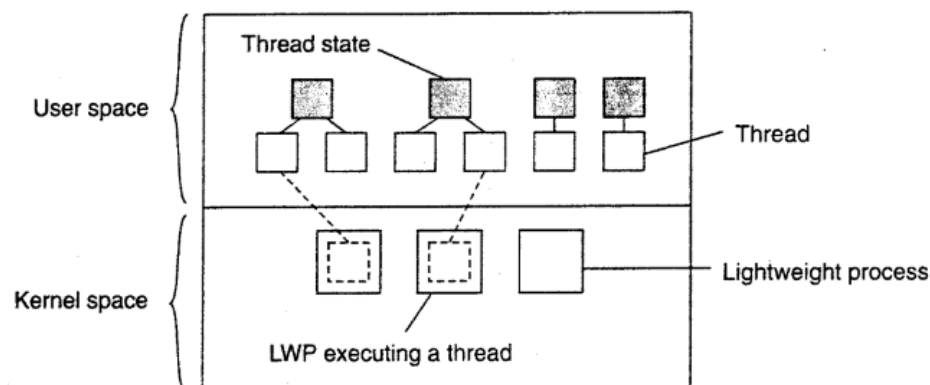 Thread state
User space
Thread
Kernel space
Lightweight process
LWP executing a thread